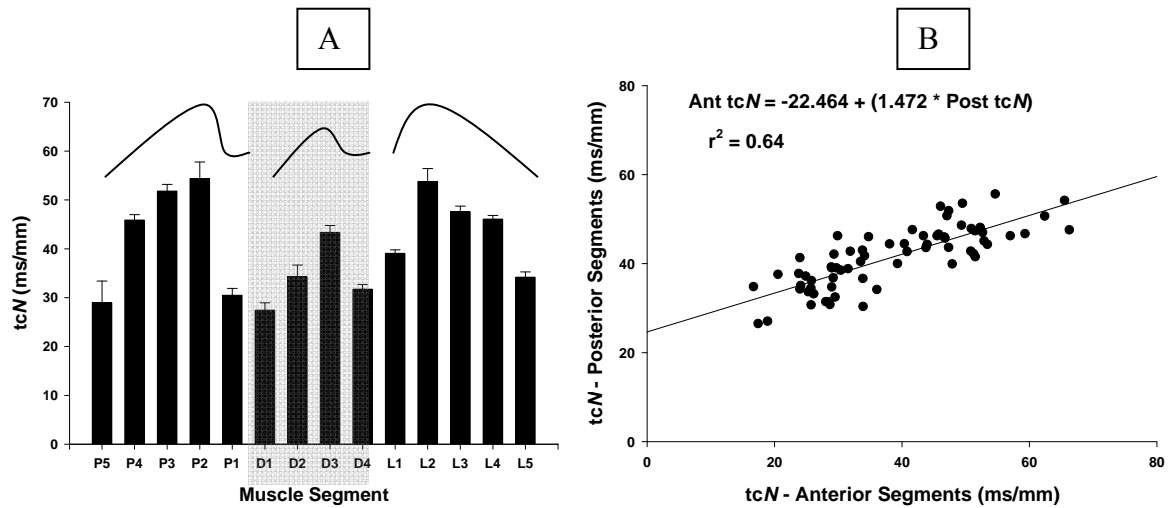 A
B
70
60
50
40
30
20
10
0
tcN (ms/mm)
P5 P4 P3 P2 P1 D1 D2 D3 D4 L1 L2 L3 L4 L5
Muscle Segment
Ant tcN = -22.464 + (1.472 * Post tcN)
r² = 0.64
80
60
40
20
0
tcN - Posterior Segments (ms/mm)
0 20 40 60 80
tcN - Anterior Segments (ms/mm)